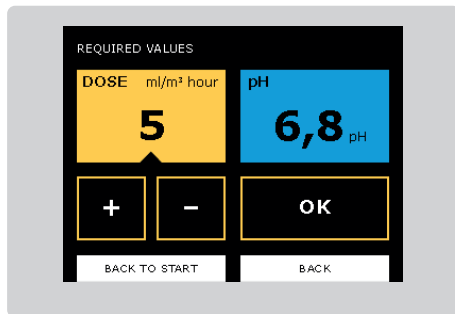 REQUIRED VALUES
DOSE ml/m³ hour
5
pH
6,8 pH
+
-
OK
BACK TO START
BACK